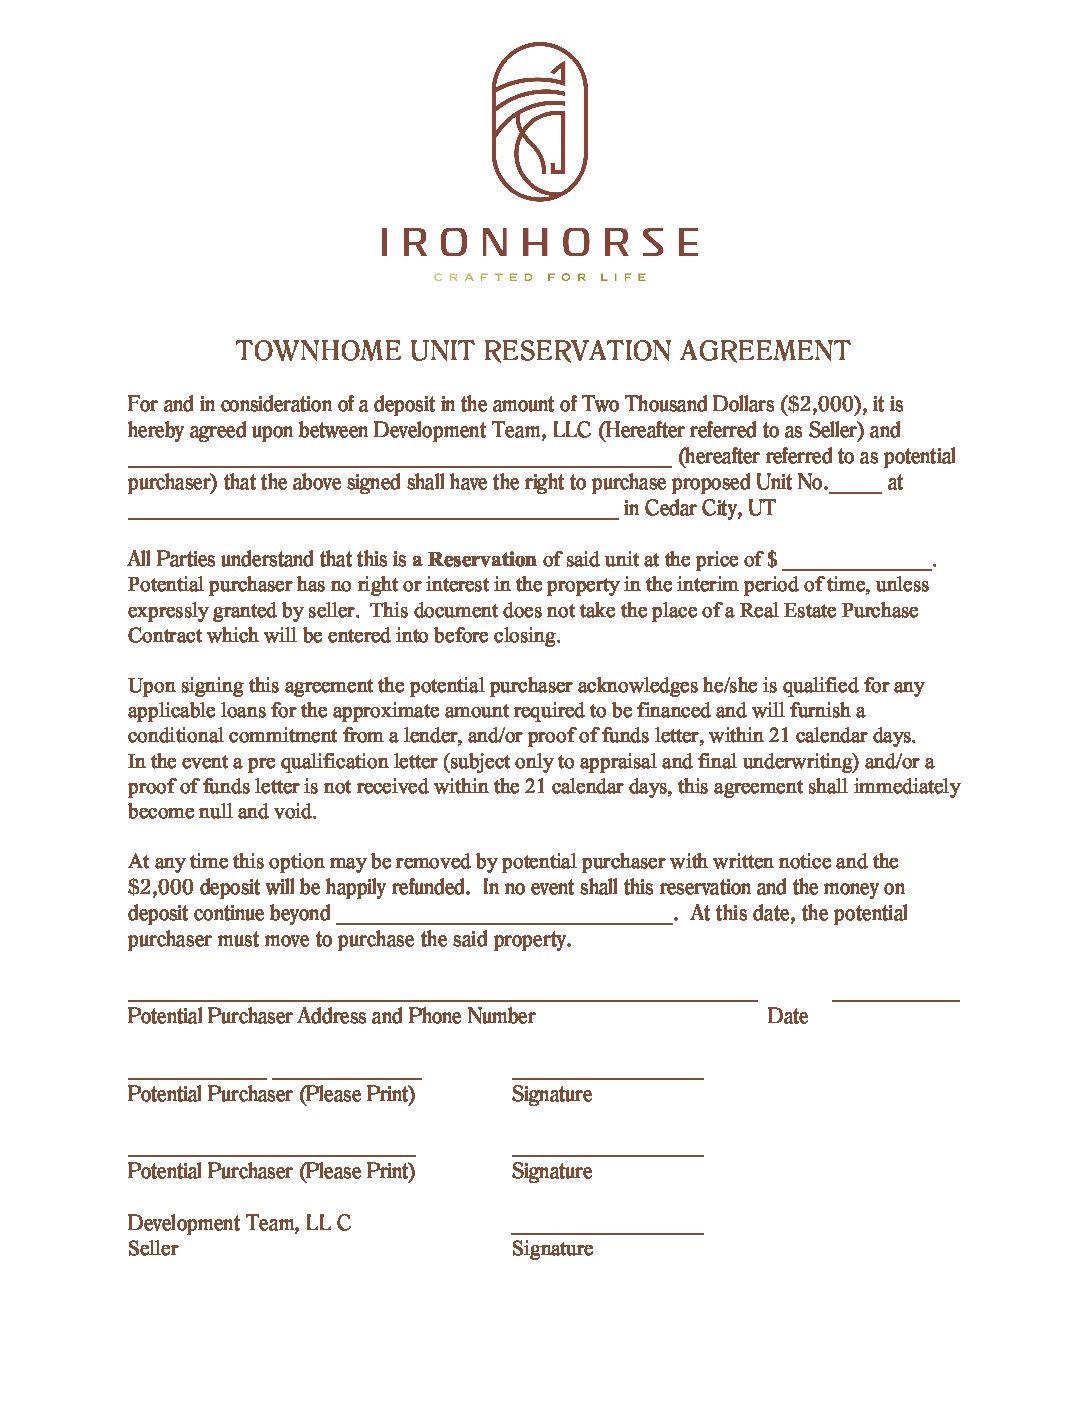 IRONHORSE
CRAFTED FOR LIFE
TOWNHOME UNIT RESERVATION AGREEMENT
For and in consideration of a deposit in the amount of Two Thousand Dollars ($2,000), it is
hereby agreed upon between Development Team, LLC (Hereafter referred to as Seller) and
____________________ (hereafter referred to as potential
purchaser) that the above signed shall have the right to purchase proposed Unit No._____ at
____________________ in Cedar City, UT
All Parties understand that this is a Reservation of said unit at the price of $ ______________.
Potential purchaser has no right or interest in the property in the interim period of time, unless
expressly granted by seller. This document does not take the place of a Real Estate Purchase
Contract which will be entered into before closing.
Upon signing this agreement the potential purchaser acknowledges he/she is qualified for any
applicable loans for the approximate amount required to be financed and will furnish a
conditional commitment from a lender, and/or proof of funds letter, within 21 calendar days.
In the event a pre qualification letter (subject only to appraisal and final underwriting) and/or a
proof of funds letter is not received within the 21 calendar days, this agreement shall immediately
become null and void.
At any time this option may be removed by potential purchaser with written notice and the
$2,000 deposit will be happily refunded. In no event shall this reservation and the money on
deposit continue beyond ____________________. At this date, the potential
purchaser must move to purchase the said property.
Potential Purchaser Address and Phone Number Date
Potential Purchaser (Please Print) Signature
Potential Purchaser (Please Print) Signature
Development Team, LL C
Seller Signature